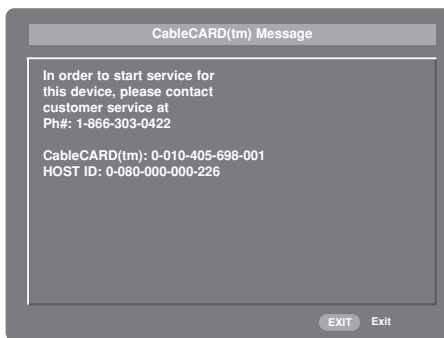 CableCARD(tm) Message
In order to start service for
this device, please contact
customer service at
Ph#: 1-866-303-0422
CableCARD(tm): 0-010-405-698-001
HOST ID: 0-080-000-000-226
EXIT Exit